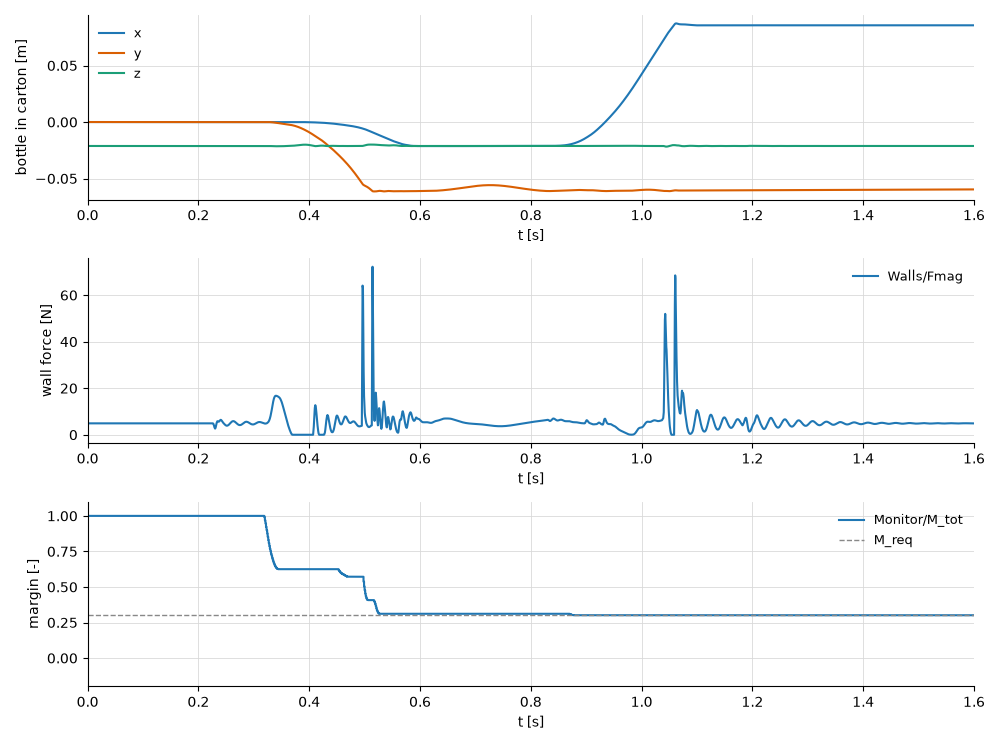 bottle in carton [m]
0.05
0.00
−0.05
x
y
z
0.0 0.2 0.4 0.6 0.8 1.0 1.2 1.4 1.6
t [s]
wall force [N]
60
40
20
0
Walls/Fmag
0.0 0.2 0.4 0.6 0.8 1.0 1.2 1.4 1.6
t [s]
margin [-]
1.00
0.75
0.50
0.25
0.00
Monitor/M_tot
M_req
0.0 0.2 0.4 0.6 0.8 1.0 1.2 1.4 1.6
t [s]